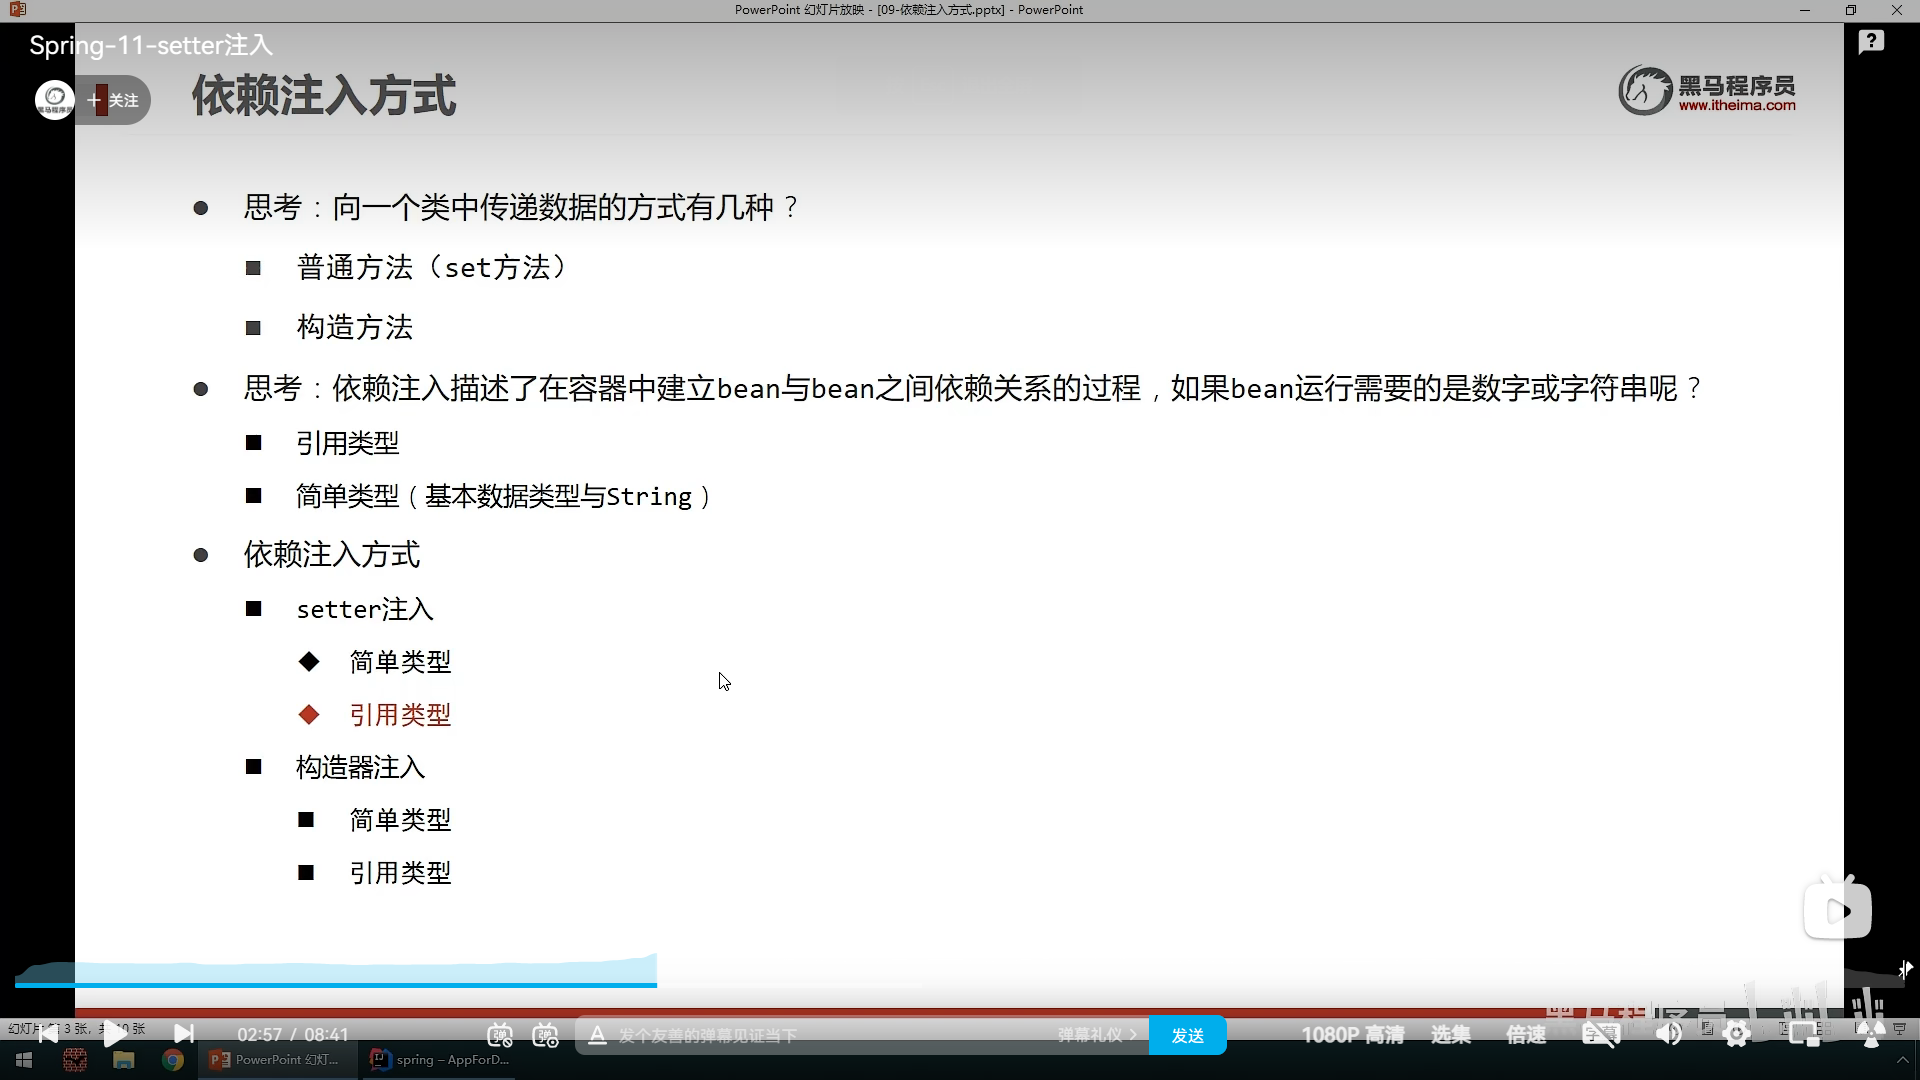 PowerPoint 幻灯片放映 - [09-依赖注入方式.pptx] - PowerPoint
Spring-11-setter注入
关注
依赖注入方式
黑马程序员
www.itheima.com
思考：向一个类中传递数据的方式有几种？
普通方法（set方法）
构造方法
思考：依赖注入描述了在容器中建立bean与bean之间依赖关系的过程，如果bean运行需要的是数字或字符串呢？
引用类型
简单类型（基本数据类型与String）
依赖注入方式
setter注入
简单类型
引用类型
构造器注入
简单类型
引用类型
02:57 / 08:41
发个友善的弹幕见证当下
弹幕礼仪 >
发送
1080P 高清
选集
倍速
PowerPoint 幻灯...
spring – AppForD...